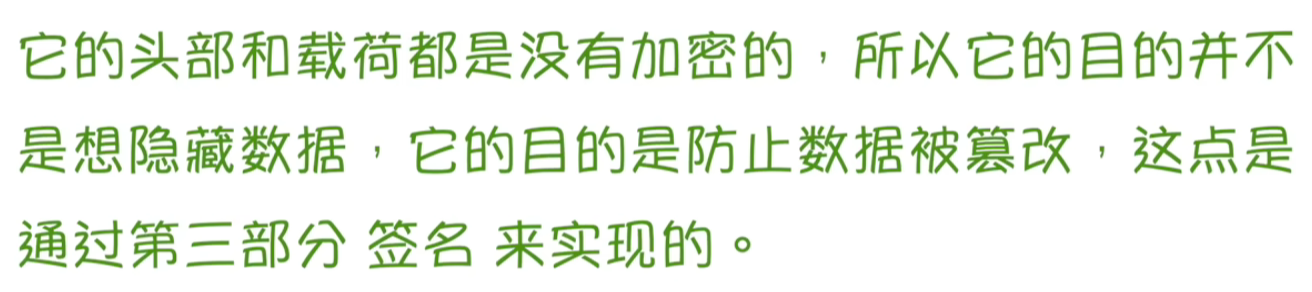 它的头部和载荷都是没有加密的，所以它的目的并不
是想隐藏数据，它的目的是防止数据被篡改，这点是
通过第三部分 签名 来实现的。